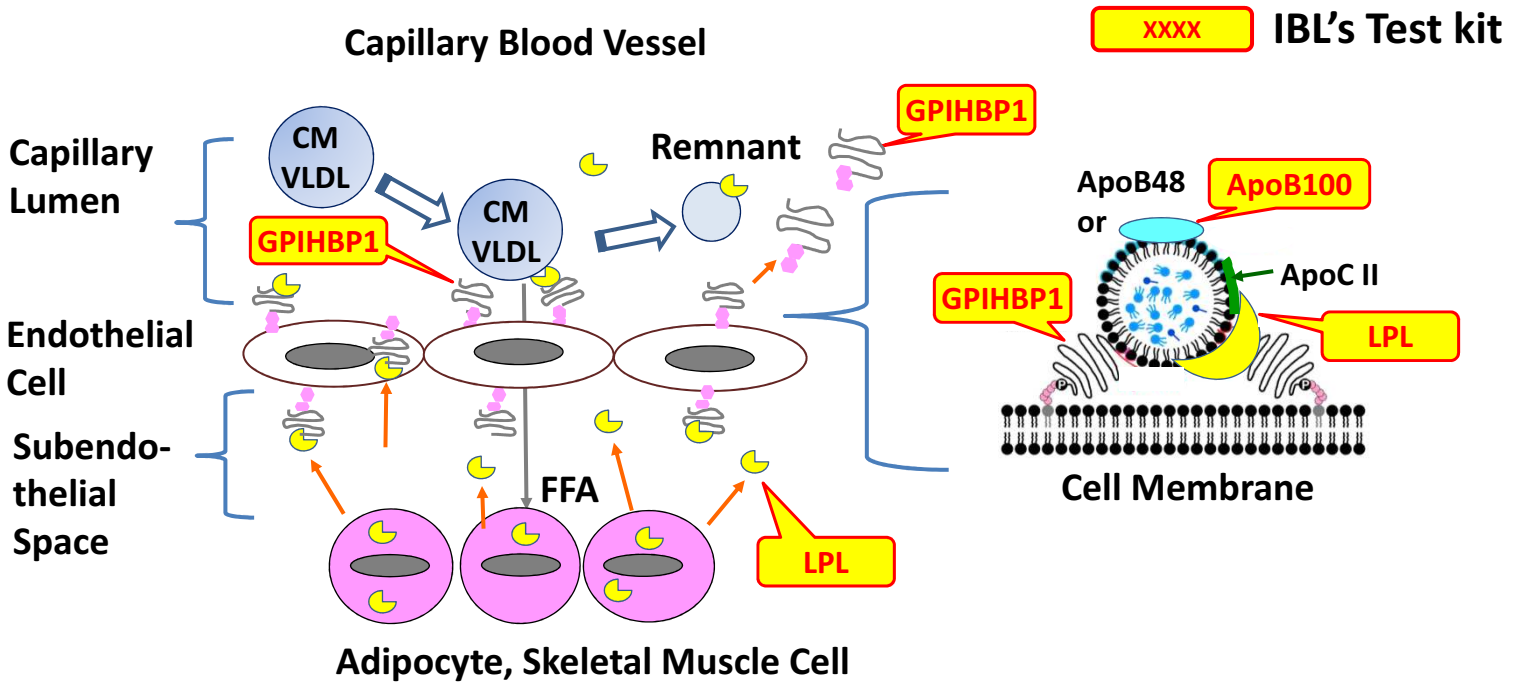 Capillary Blood Vessel
XXXX
IBL's Test kit
Capillary
Lumen
CM
VLDL
GPIHBP1
CM
VLDL
Remnant
GPIHBP1
Endothelial
Cell
Subendo-
thelial
Space
FFA
LPL
Adipocyte, Skeletal Muscle Cell
ApoB48
or
ApoB100
ApoC II
GPIHBP1
LPL
P
P
Cell Membrane